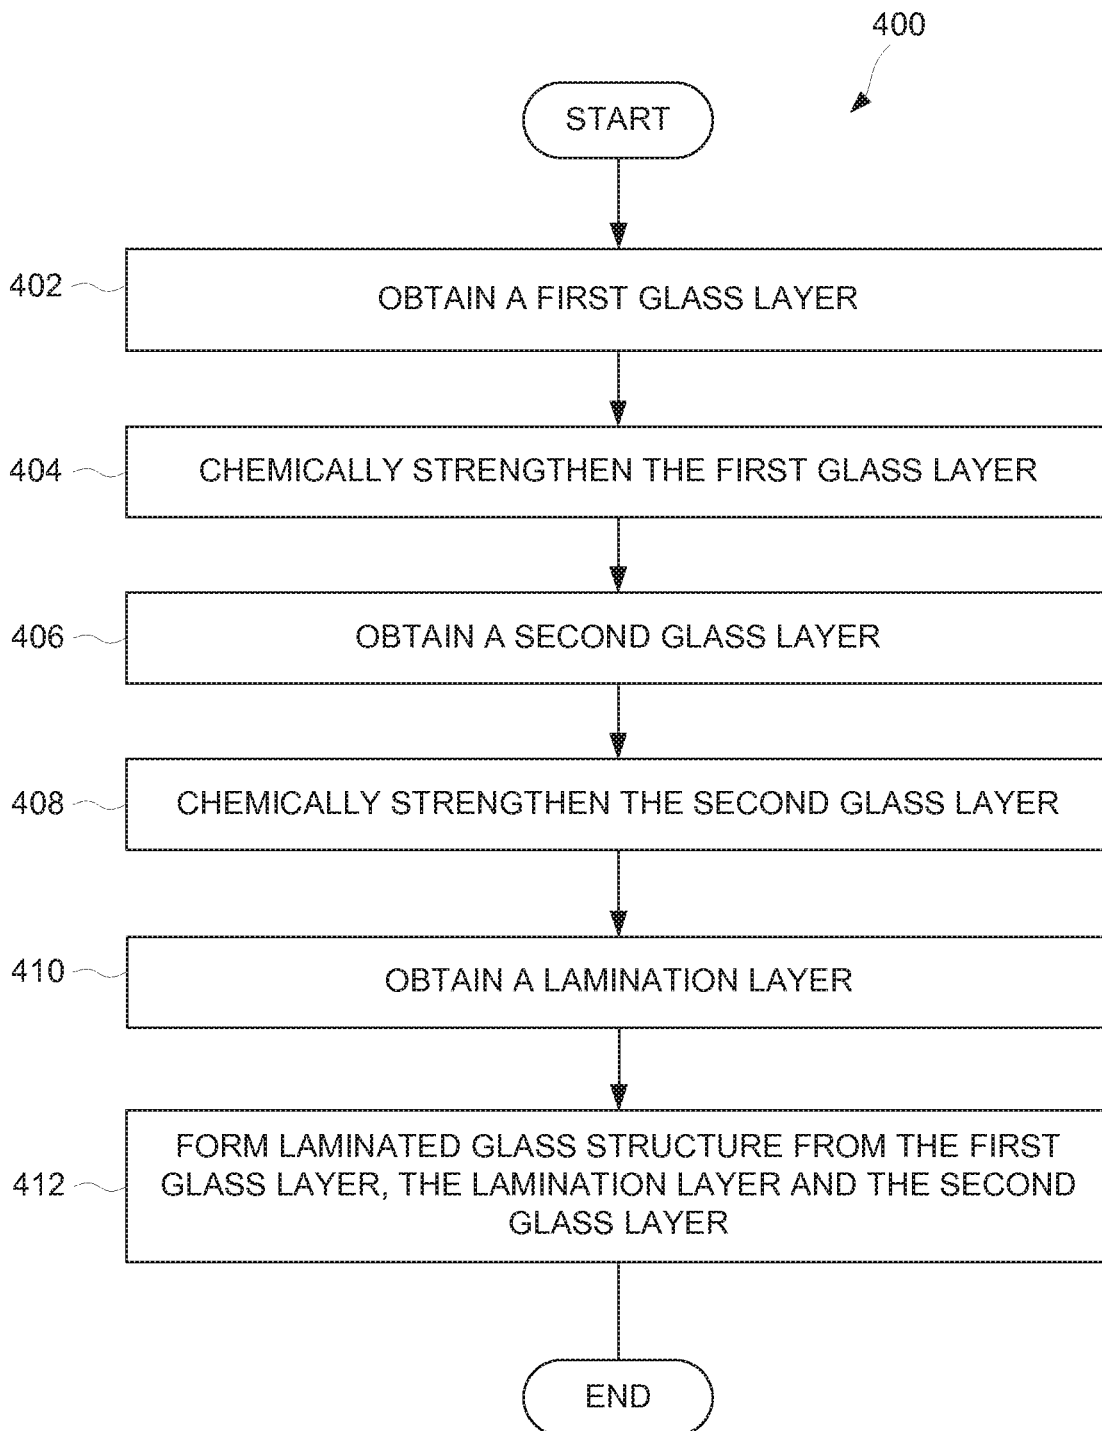 400
START
402
OBTAIN A FIRST GLASS LAYER
404
CHEMICALLY STRENGTHEN THE FIRST GLASS LAYER
406
OBTAIN A SECOND GLASS LAYER
408
CHEMICALLY STRENGTHEN THE SECOND GLASS LAYER
410
OBTAIN A LAMINATION LAYER
412
FORM LAMINATED GLASS STRUCTURE FROM THE FIRST
GLASS LAYER, THE LAMINATION LAYER AND THE SECOND
GLASS LAYER
END